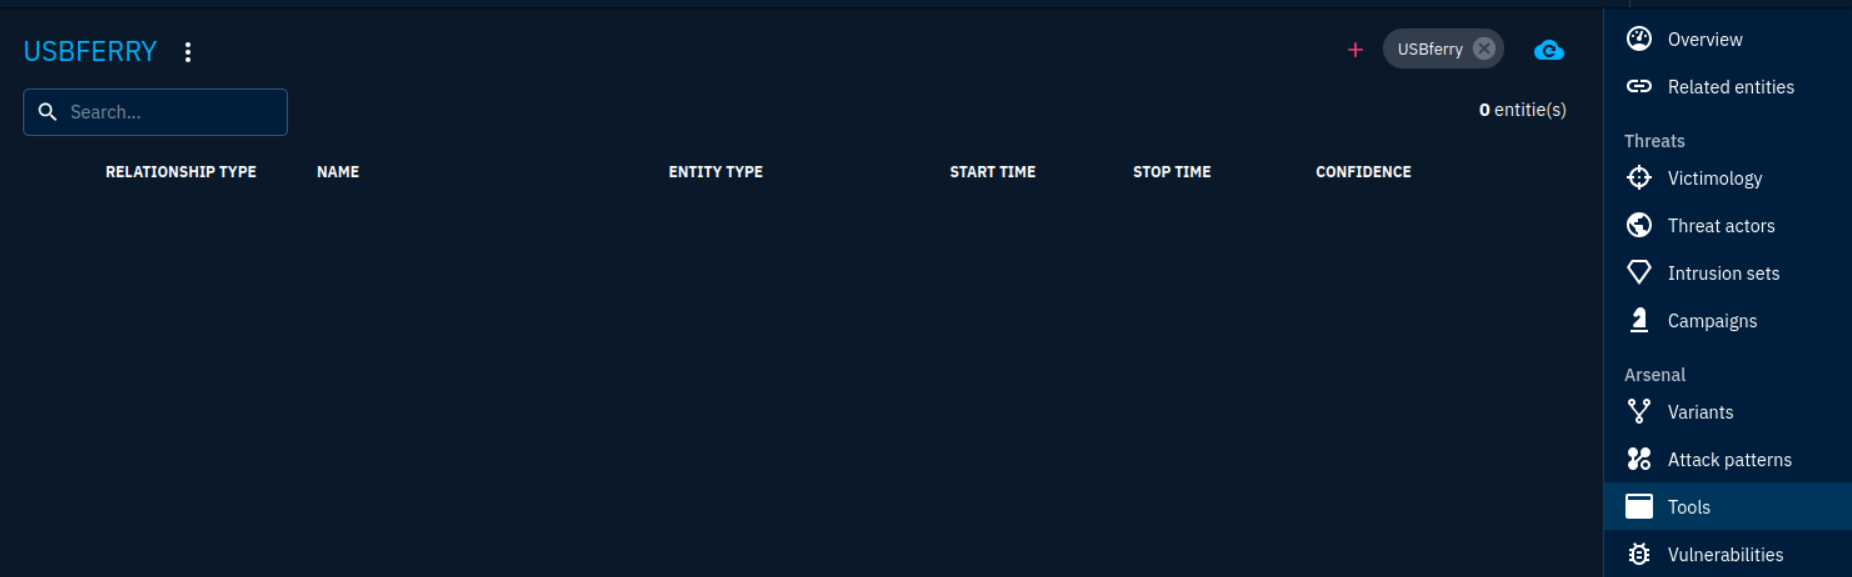 USBFERRY
USBferry
Search...
0 entitie(s)
RELATIONSHIP TYPE NAME ENTITY TYPE START TIME STOP TIME CONFIDENCE
Overview
Related entities
Threats
Victimology
Threat actors
Intrusion sets
Campaigns
Arsenal
Variants
Attack patterns
Tools
Vulnerabilities